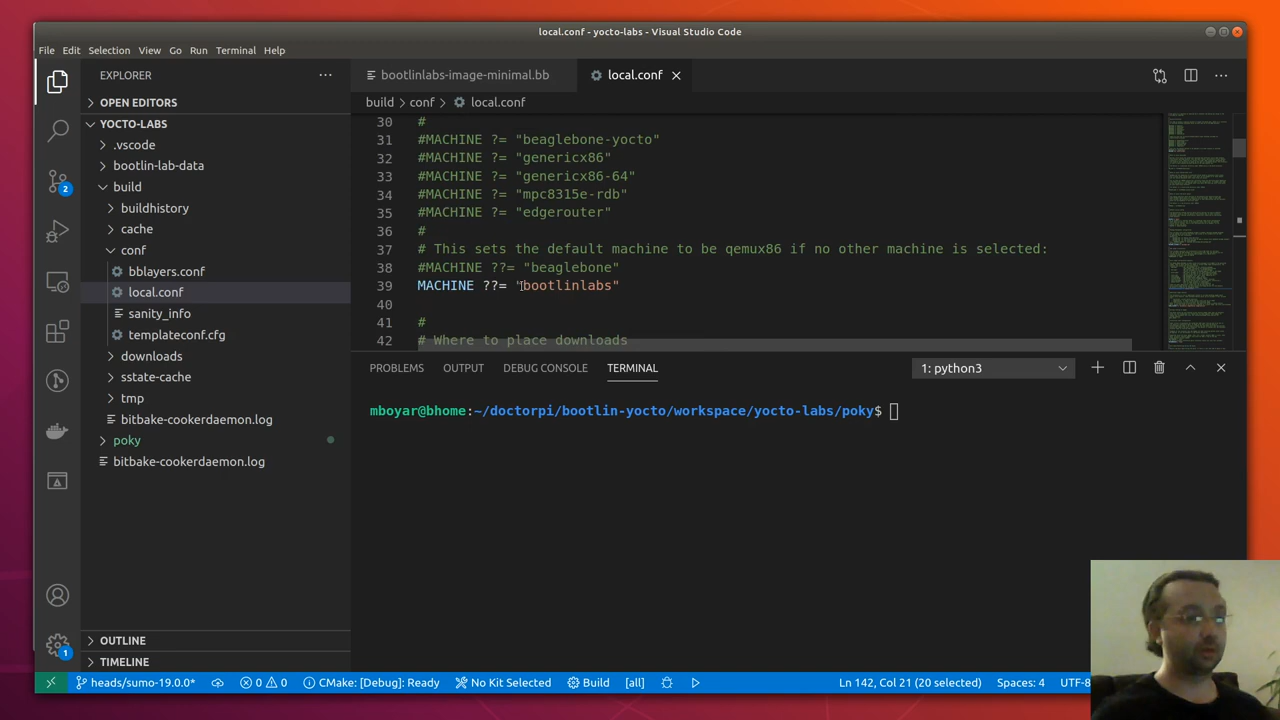 local.conf - yocto-labs - Visual Studio Code
File Edit Selection View Go Run Terminal Help
EXPLORER
OPEN EDITORS
YOCTO-LABS
.vscode
bootlin-lab-data
build
buildhistory
cache
conf
bblayers.conf
local.conf
sanity_info
templateconf.cfg
downloads
sstate-cache
tmp
bitbake-cookerdaemon.log
poky
bitbake-cookerdaemon.log
OUTLINE
TIMELINE
2
1
bootlinlabs-image-minimal.bb local.conf
build > conf > local.conf
30 #
31 #MACHINE ?= "beaglebone-yocto"
32 #MACHINE ?= "genericx86"
33 #MACHINE ?= "genericx86-64"
34 #MACHINE ?= "mpc8315e-rdb"
35 #MACHINE ?= "edgerouter"
36 #
37 # This sets the default machine to be qemux86 if no other machine is selected:
38 #MACHINE ??= "beaglebone"
39 MACHINE ??= "bootlinlabs"
40
41 #
42 # Where to place downloads
PROBLEMS OUTPUT DEBUG CONSOLE TERMINAL 1: python3
mboyar@bhome:~/doctorpi/bootlin-yocto/workspace/yocto-labs/poky$
heads/sumo-19.0.0* 0 0 CMake: [Debug]: Ready No Kit Selected Build [all] Ln 142, Col 21 (20 selected) Spaces: 4 UTF-8